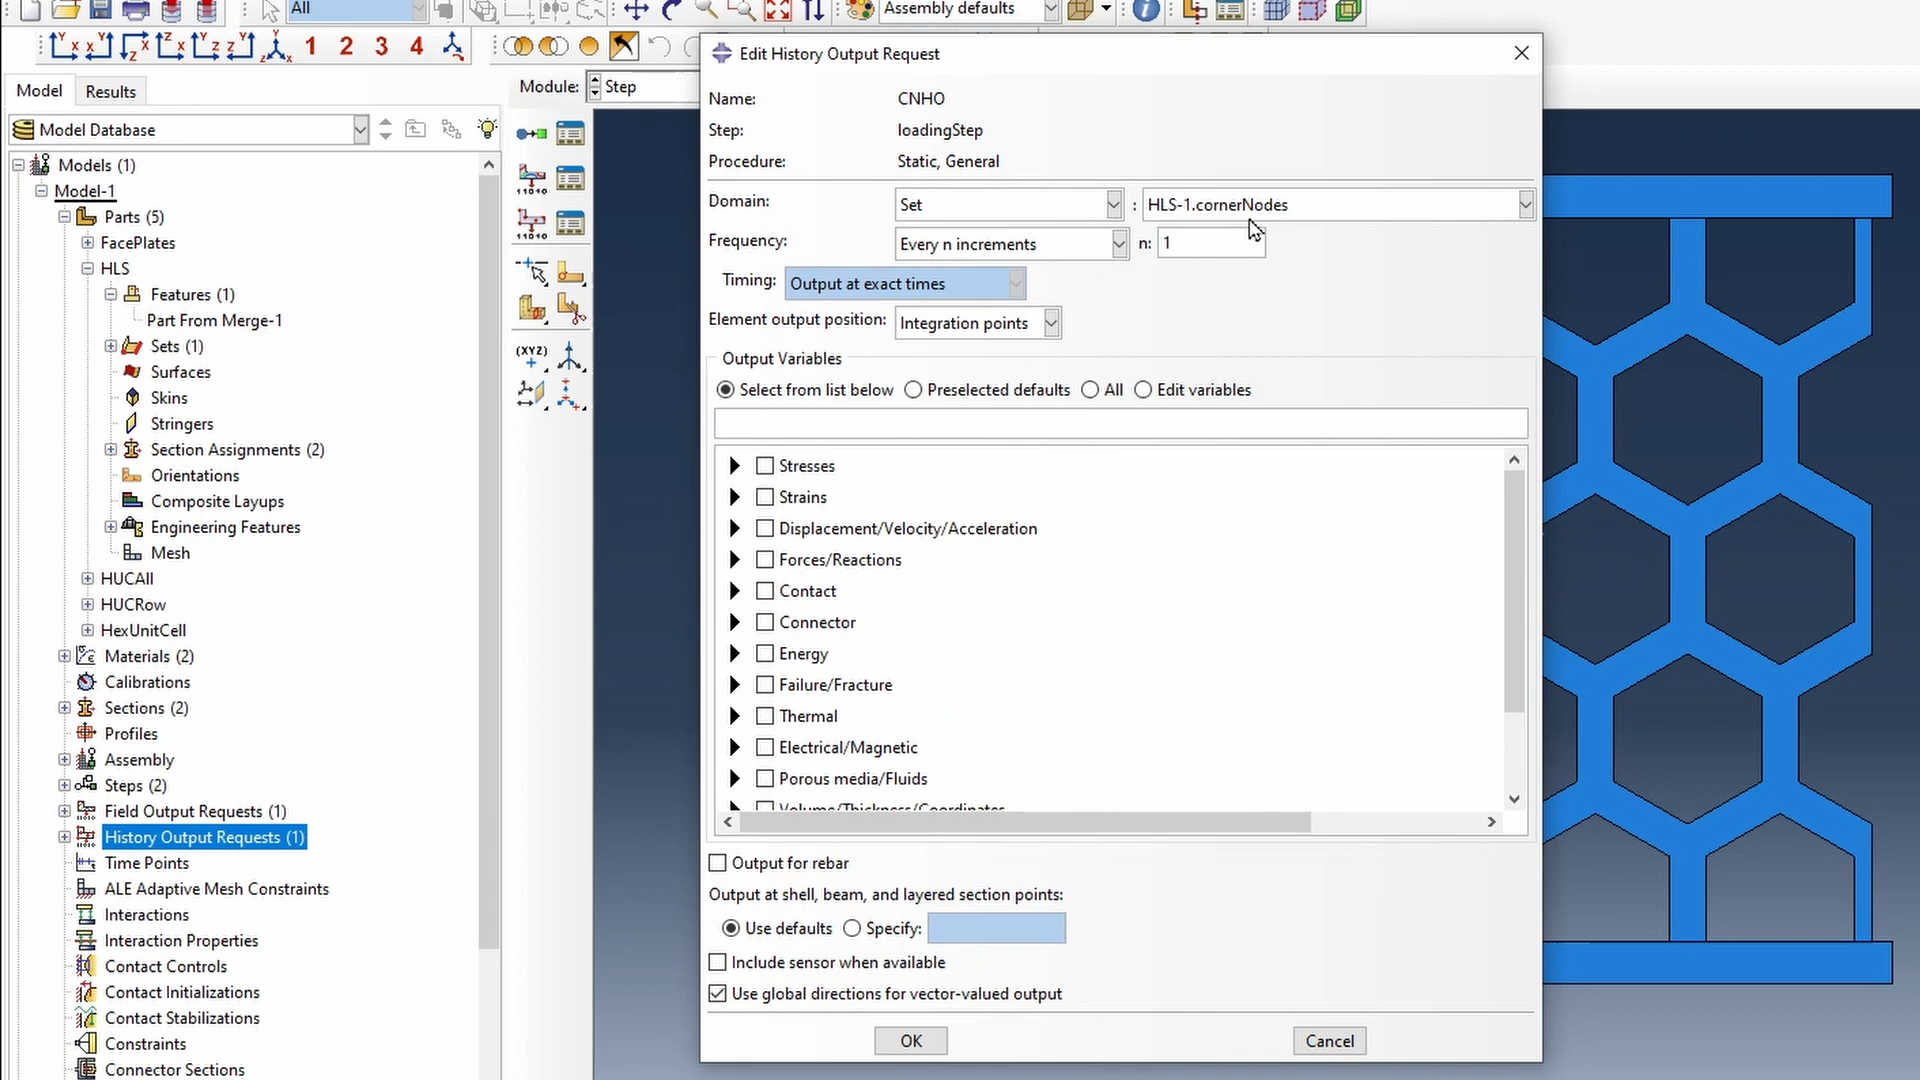 All
Assembly defaults
1 2 3 4
Module: Step
Model Results
Model Database
Models (1)
Model-1
Parts (5)
FacePlates
HLS
Features (1)
Part From Merge-1
Sets (1)
Surfaces
Skins
Stringers
Section Assignments (2)
Orientations
Composite Layups
Engineering Features
Mesh
HUCAll
HUCRow
HexUnitCell
Materials (2)
Calibrations
Sections (2)
Profiles
Assembly
Steps (2)
Field Output Requests (1)
History Output Requests (1)
Time Points
ALE Adaptive Mesh Constraints
Interactions
Interaction Properties
Contact Controls
Contact Initializations
Contact Stabilizations
Constraints
Connector Sections
Edit History Output Request
Name: CNHO
Step: loadingStep
Procedure: Static, General
Domain: Set : HLS-1.cornerNodes
Frequency: Every n increments n: 1
Timing: Output at exact times
Element output position: Integration points
Output Variables
Select from list below Preselected defaults All Edit variables
Stresses
Strains
Displacement/Velocity/Acceleration
Forces/Reactions
Contact
Connector
Energy
Failure/Fracture
Thermal
Electrical/Magnetic
Porous media/Fluids
Volume/Thickness/Coordinates
Output for rebar
Output at shell, beam, and layered section points:
Use defaults Specify:
Include sensor when available
Use global directions for vector-valued output
OK Cancel